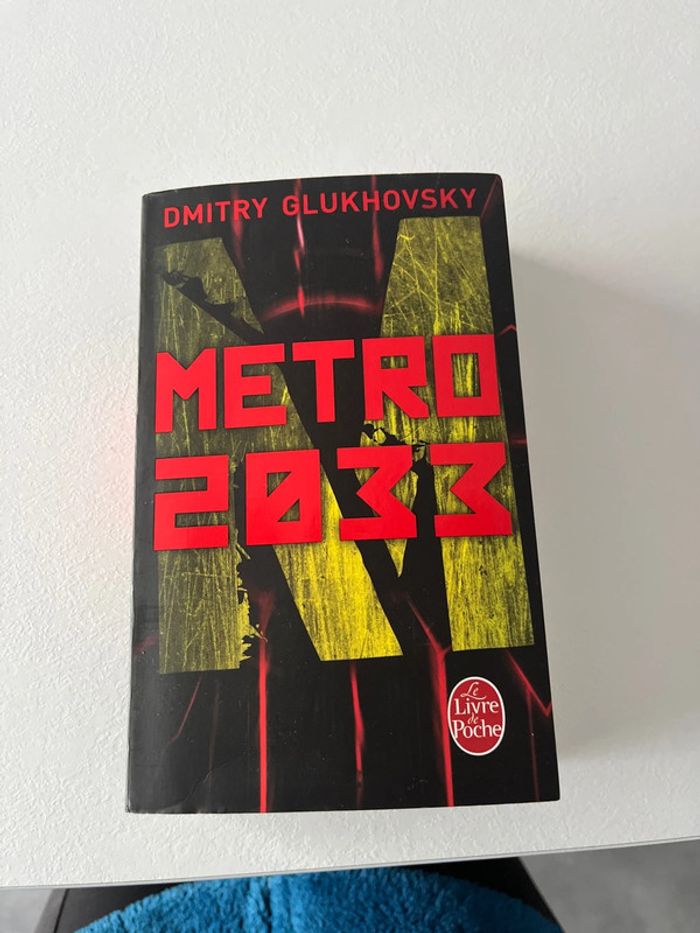 DMITRY GLUKHOVSKY
METRO
2033
Le
Livre
de
Poche